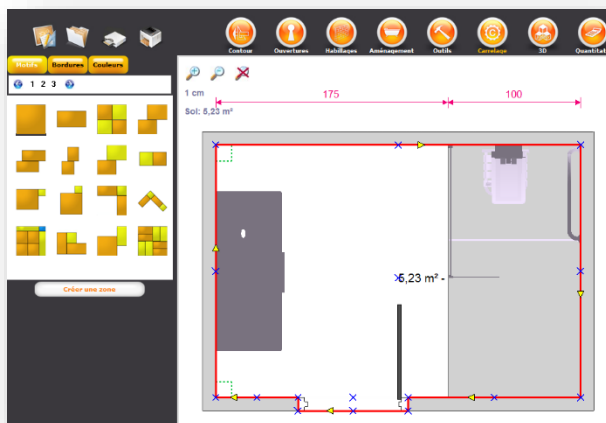 Contour Ouvertures Habillages Aménagement Outils Carrelage 3D Quantitat
Motifs Bordures Couleurs
1 2 3
1 cm
175 100
Sol: 5,23 m²
5,23 m² -
Créer une zone